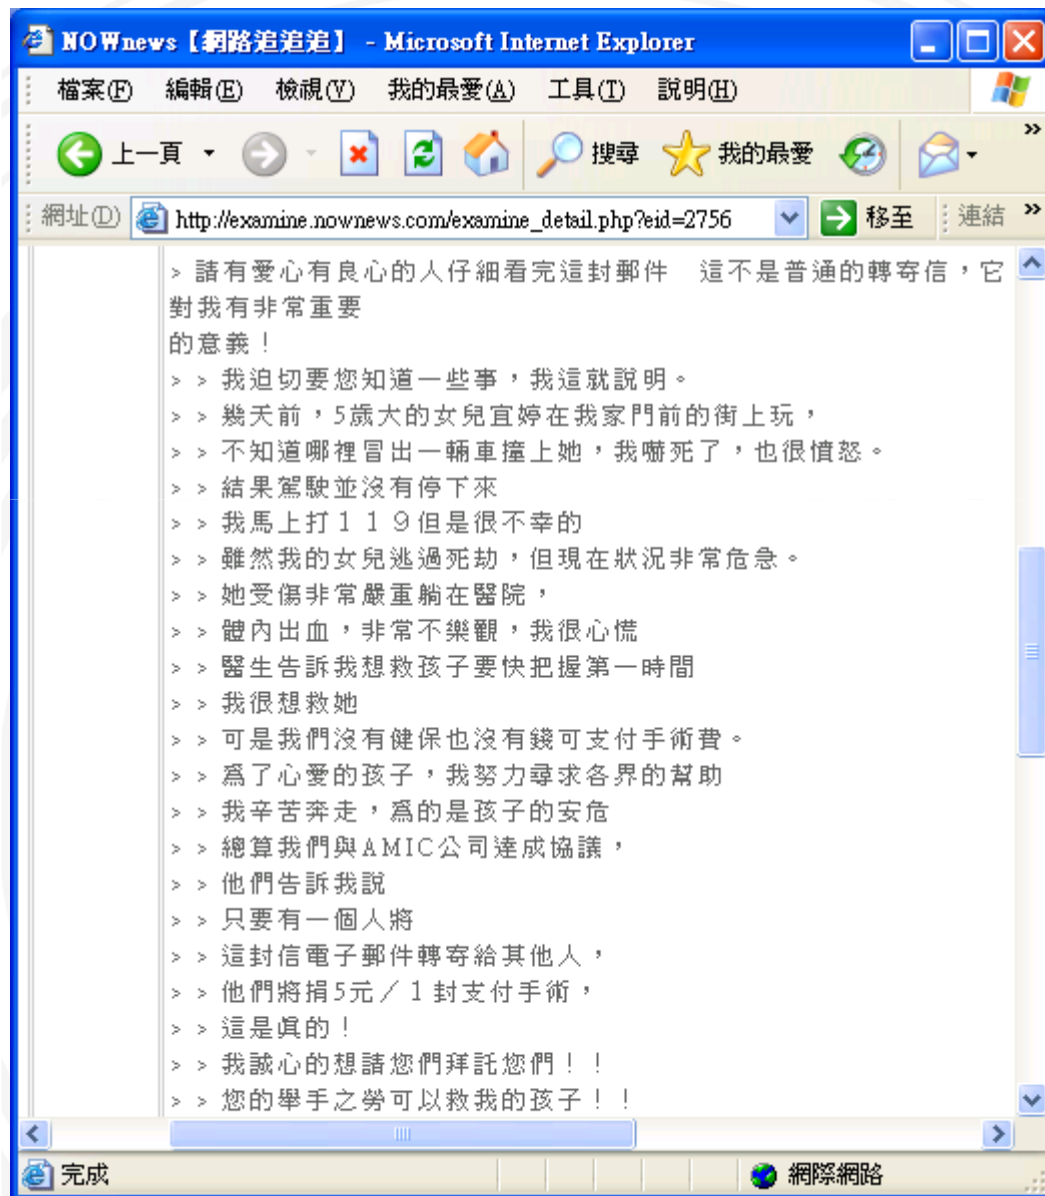 NOWnews【網路追追追】 - Microsoft Internet Explorer
檔案(F) 編輯(E) 檢視(V) 我的最愛(A) 工具(T) 說明(H)
上一頁 搜尋 我的最愛 »
網址(D) http://examine.nownews.com/examine_detail.php?eid=2756 移至 連結 »
> 請有愛心有良心的人仔細看完這封郵件　這不是普通的轉寄信，它
對我有非常重要
的意義！
> > 我迫切要您知道一些事，我這就說明。
> > 幾天前，5歲大的女兒宜婷在我家門前的街上玩，
> > 不知道哪裡冒出一輛車撞上她，我嚇死了，也很憤怒。
> > 結果駕駛並沒有停下來
> > 我馬上打１１９但是很不幸的
> > 雖然我的女兒逃過死劫，但現在狀況非常危急。
> > 她受傷非常嚴重躺在醫院，
> > 體內出血，非常不樂觀，我很心慌
> > 醫生告訴我想救孩子要快把握第一時間
> > 我很想救她
> > 可是我們沒有健保也沒有錢可支付手術費。
> > 爲了心愛的孩子，我努力尋求各界的幫助
> > 我辛苦奔走，爲的是孩子的安危
> > 總算我們與AMIC公司達成協議，
> > 他們告訴我說
> > 只要有一個人將
> > 這封信電子郵件轉寄給其他人，
> > 他們將捐5元／１封支付手術，
> > 這是眞的！
> > 我誠心的想請您們拜託您們！！
> > 您的舉手之勞可以救我的孩子！！
完成 網際網路